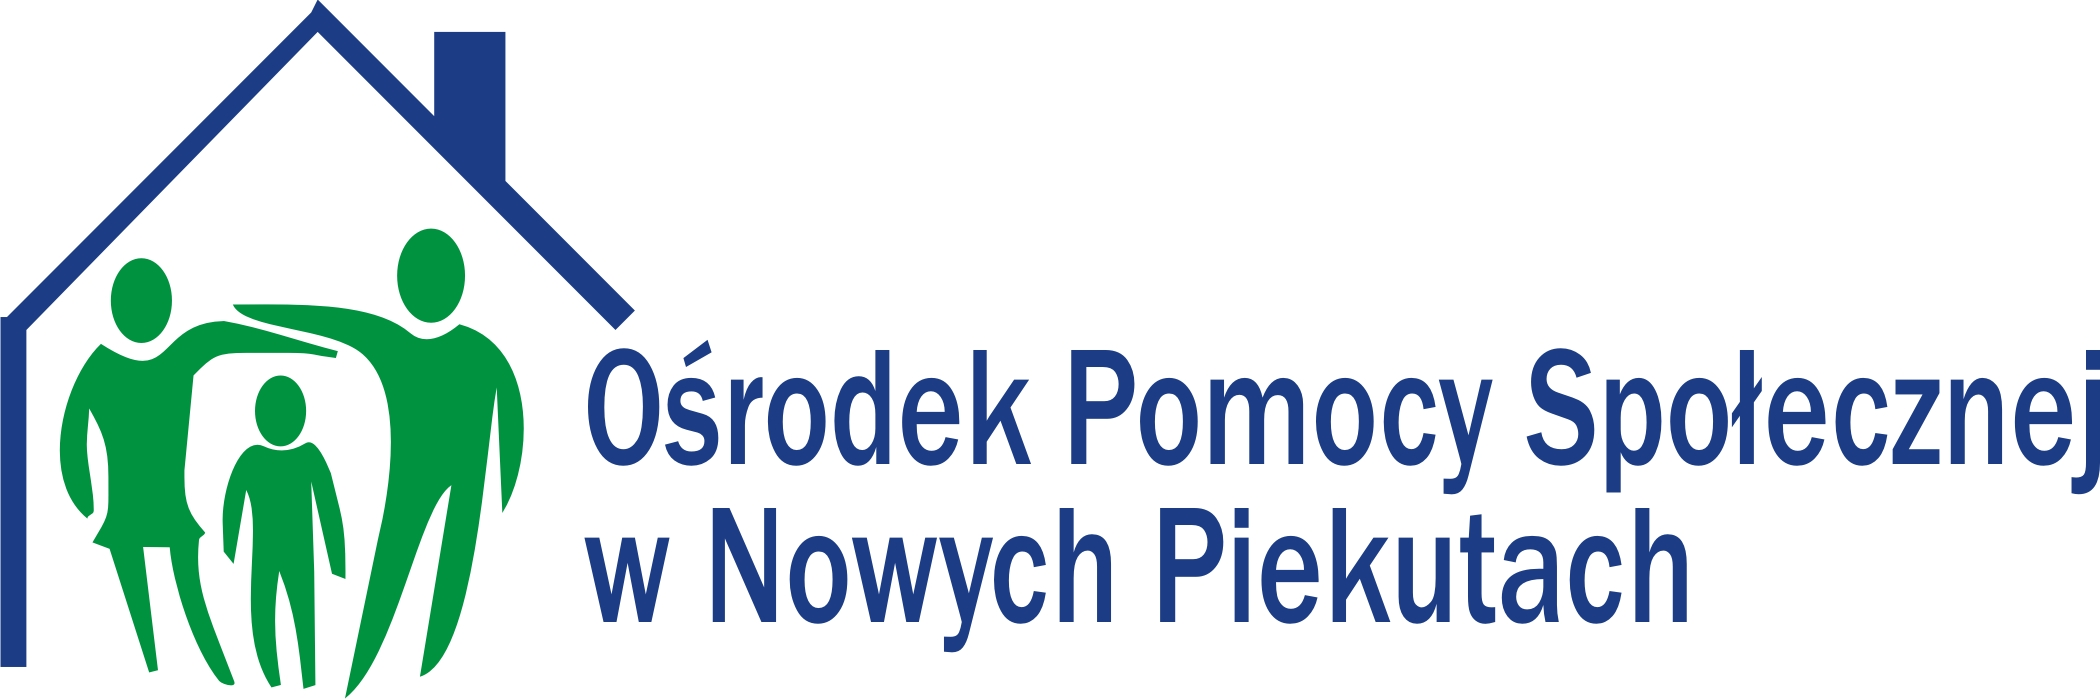 Ośrodek Pomocy Społecznej
w Nowych Piekutach